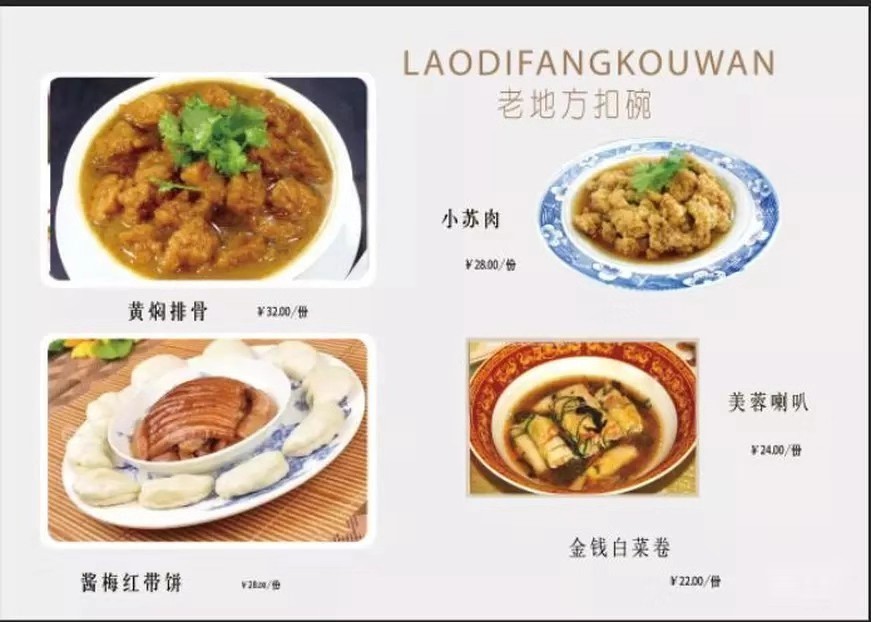 LAODIFANGKOUWAN
老地方扣碗
小苏肉
￥28.00/份
黄焖排骨
￥32.00/份
美蓉喇叭
￥24.00/份
金钱白菜卷
￥22.00/份
酱梅红带饼
￥28.00/份